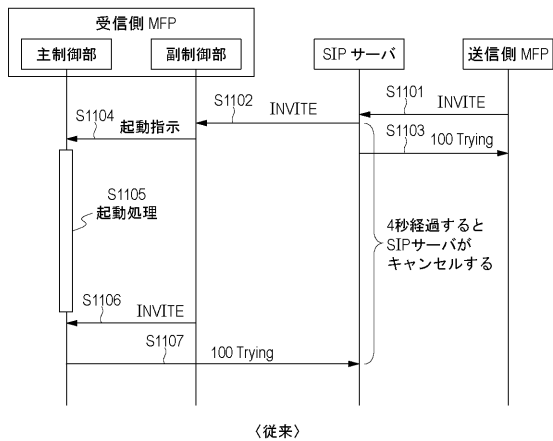 受信側 MFP
主制御部
副制御部
SIP サーバ
送信側 MFP
S1101
INVITE
S1102
INVITE
S1103
100 Trying
S1104
起動指示
S1105
起動処理
4秒経過すると
SIPサーバが
キャンセルする
S1106
INVITE
S1107
100 Trying
〈従来〉